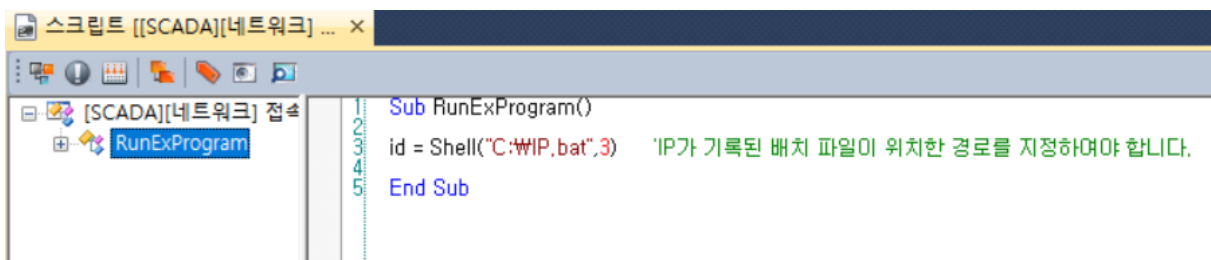 스크립트 [[SCADA][네트워크] ...
[SCADA][네트워크] 접속
RunExProgram
1 Sub RunExProgram()
2
3 id = Shell("C:₩IP.bat",3) 'IP가 기록된 배치 파일이 위치한 경로를 지정하여야 합니다.
4
5 End Sub